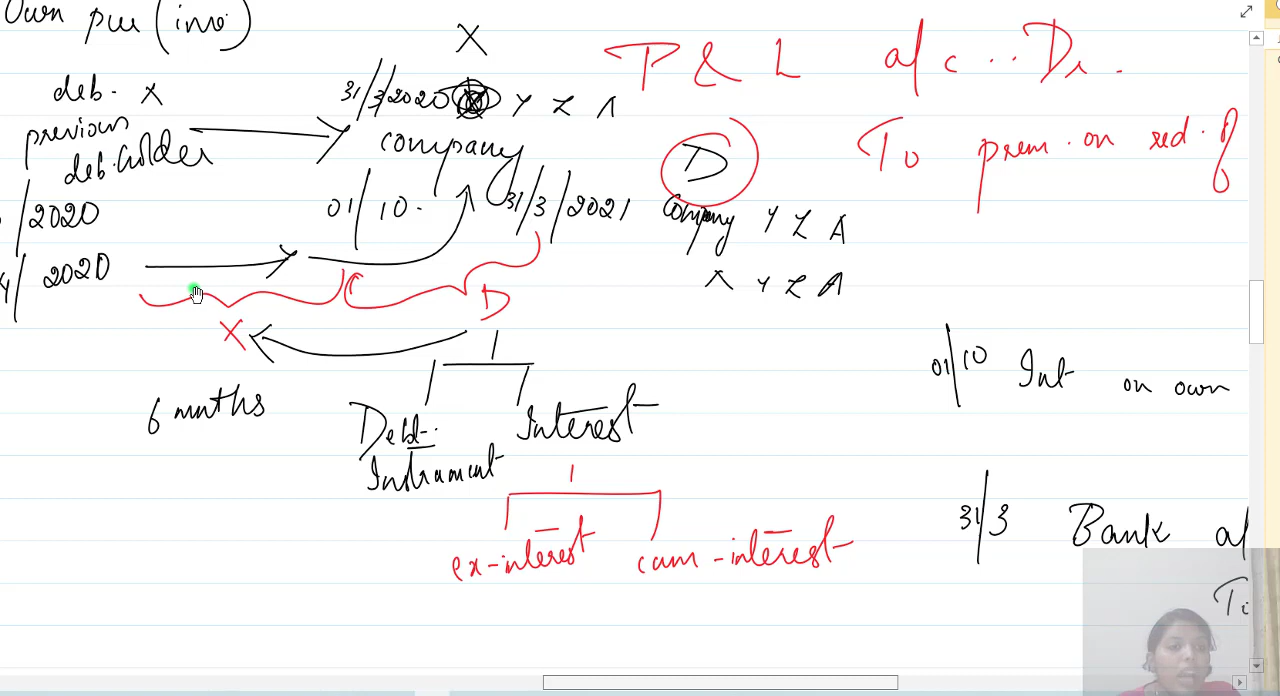 Own pur (inv)
X
P & L a/c .. Dr.
deb. X
31/3/2020 Y Z A
previous
company
D
To prem. on red. of
deb. holder
/2020
01/10.
31/3/2021
Company Y Z A
4/2020
X Y Z A
D
X
01/10 Int on own
6 months
Debt.
Interest
Instrument
31/3 Bank a/
ex-interest
cum-interest